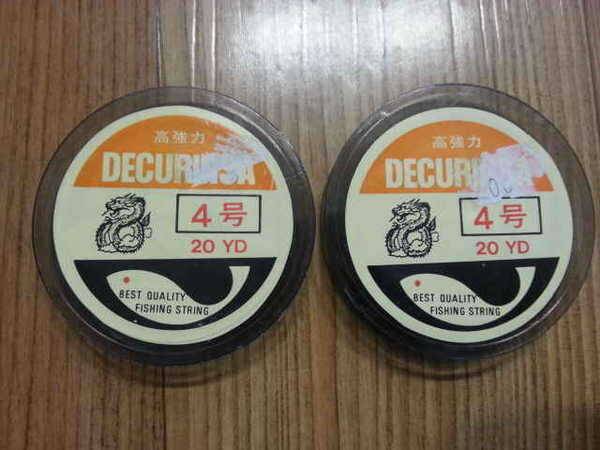 高強力
4号
20 YD
BEST QUALITY
FISHING STRING
高強力
4号
20 YD
BEST QUALITY
FISHING STRING